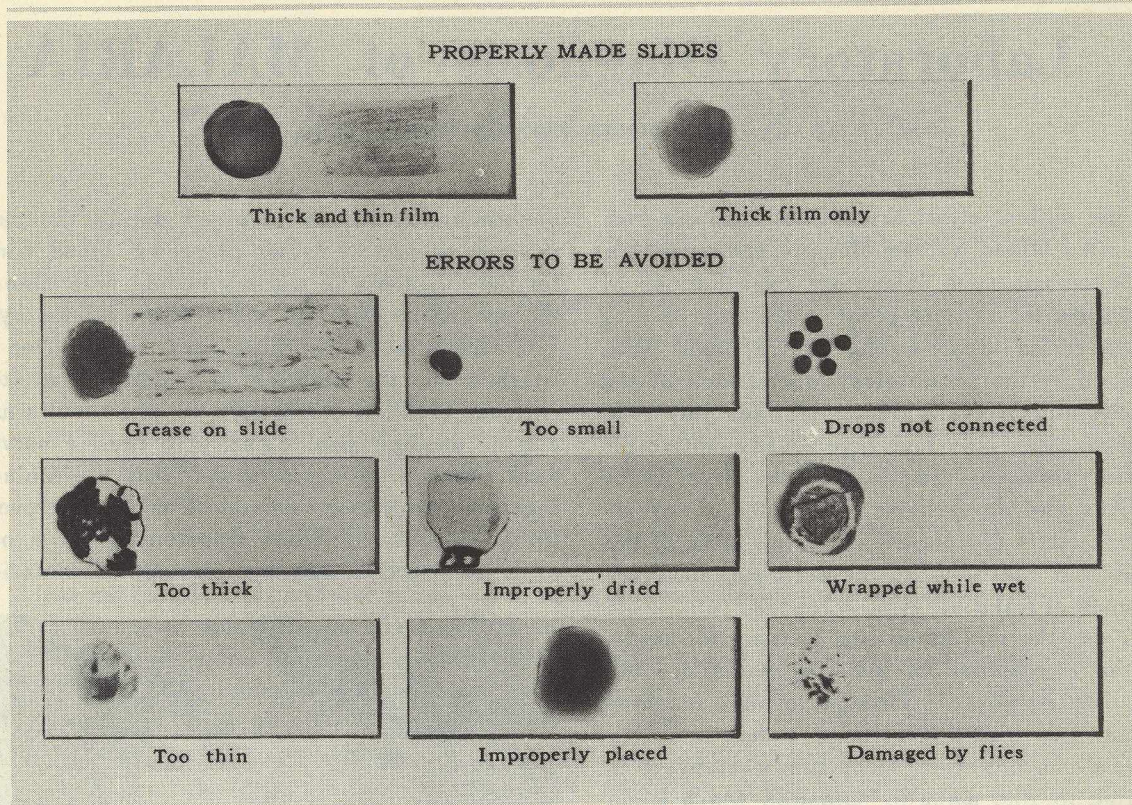 PROPERLY MADE SLIDES
Thick and thin film
Thick film only
ERRORS TO BE AVOIDED
Grease on slide
Too small
Drops not connected
Too thick
Improperly dried
Wrapped while wet
Too thin
Improperly placed
Damaged by flies